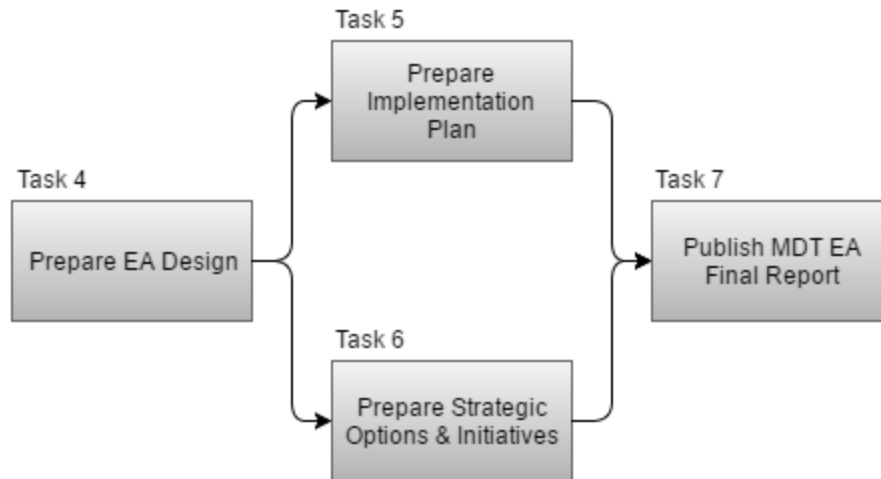 Task 5
Prepare
Implementation
Plan
Task 4
Prepare EA Design
Task 7
Publish MDT EA
Final Report
Task 6
Prepare Strategic
Options & Initiatives